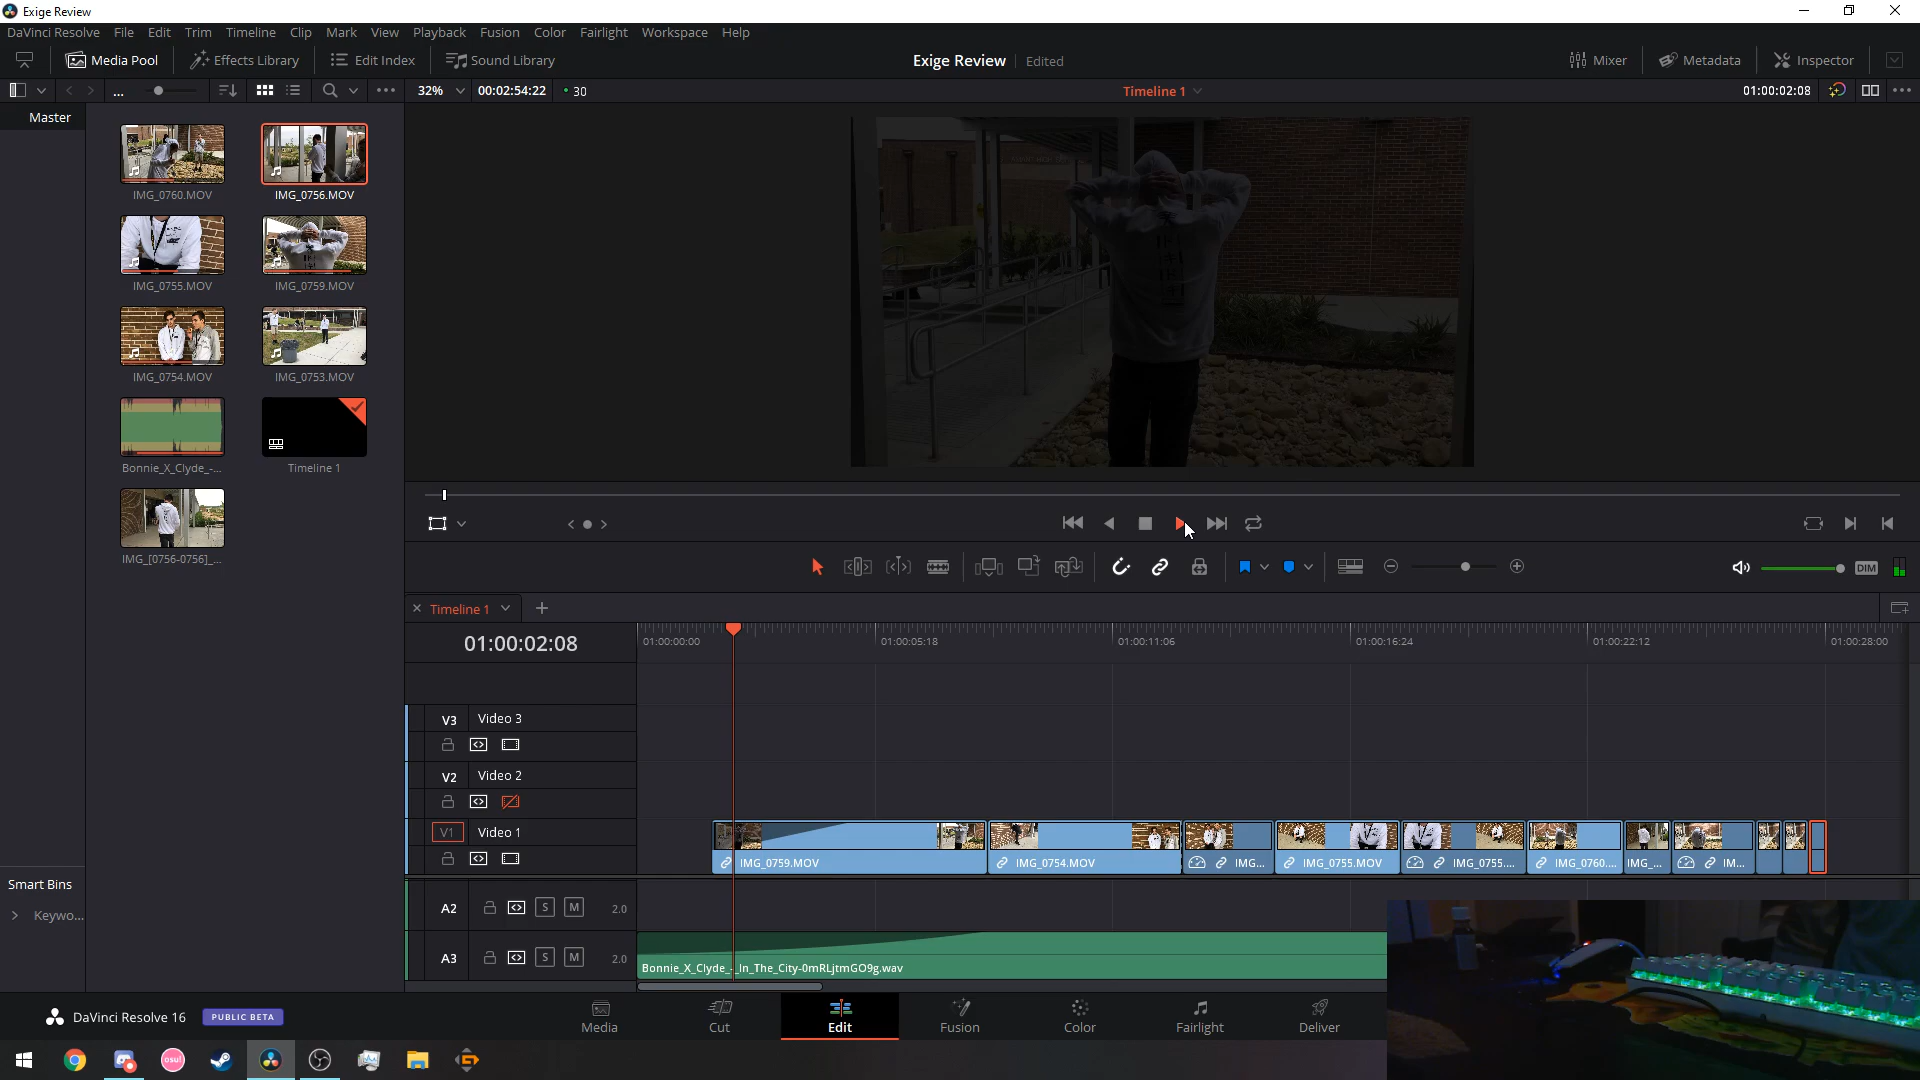 Exige Review
DaVinci Resolve File Edit Trim Timeline Clip Mark View Playback Fusion Color Fairlight Workspace Help
Media Pool Effects Library Edit Index Sound Library Exige Review Edited Mixer Metadata Inspector
... 32% 00:02:54:22 30 Timeline 1 01:00:02:08
Master
IMG_0760.MOV IMG_0756.MOV
IMG_0755.MOV IMG_0759.MOV
IMG_0754.MOV IMG_0753.MOV
Bonnie_X_Clyde_-... Timeline 1
IMG_[0756-0756]_...
DIM
Timeline 1
01:00:02:08 01:00:00:00 01:00:05:18 01:00:11:06 01:00:16:24 01:00:22:12 01:00:28:00
V3 Video 3
V2 Video 2
V1 Video 1
IMG_0759.MOV IMG_0754.MOV IMG... IMG_0755.MOV IMG_0755.... IMG_0760.... IMG_... IM...
Smart Bins
Keywo...
A2 S M 2.0
A3 S M 2.0
Bonnie_X_Clyde_-_In_The_City-0mRLjtmGO9g.wav
DaVinci Resolve 16 PUBLIC BETA Media Cut Edit Fusion Color Fairlight Deliver
osu!